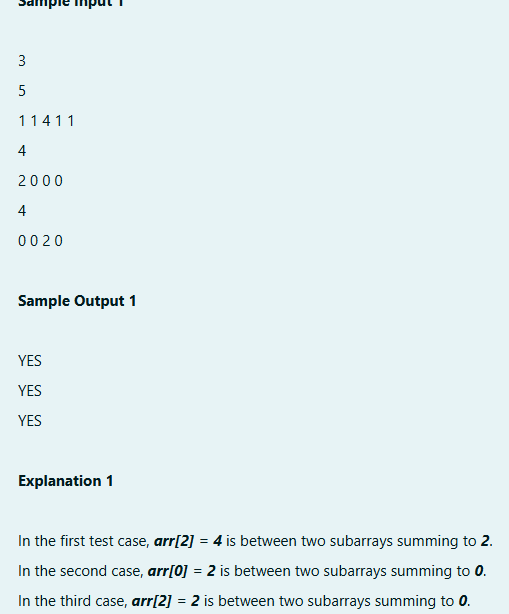 Sample Input 1
3
5
1 1 4 1 1
4
2 0 0 0
4
0 0 2 0
Sample Output 1
YES
YES
YES
Explanation 1
In the first test case, arr[2] = 4 is between two subarrays summing to 2.
In the second case, arr[0] = 2 is between two subarrays summing to 0.
In the third case, arr[2] = 2 is between two subarrays summing to 0.